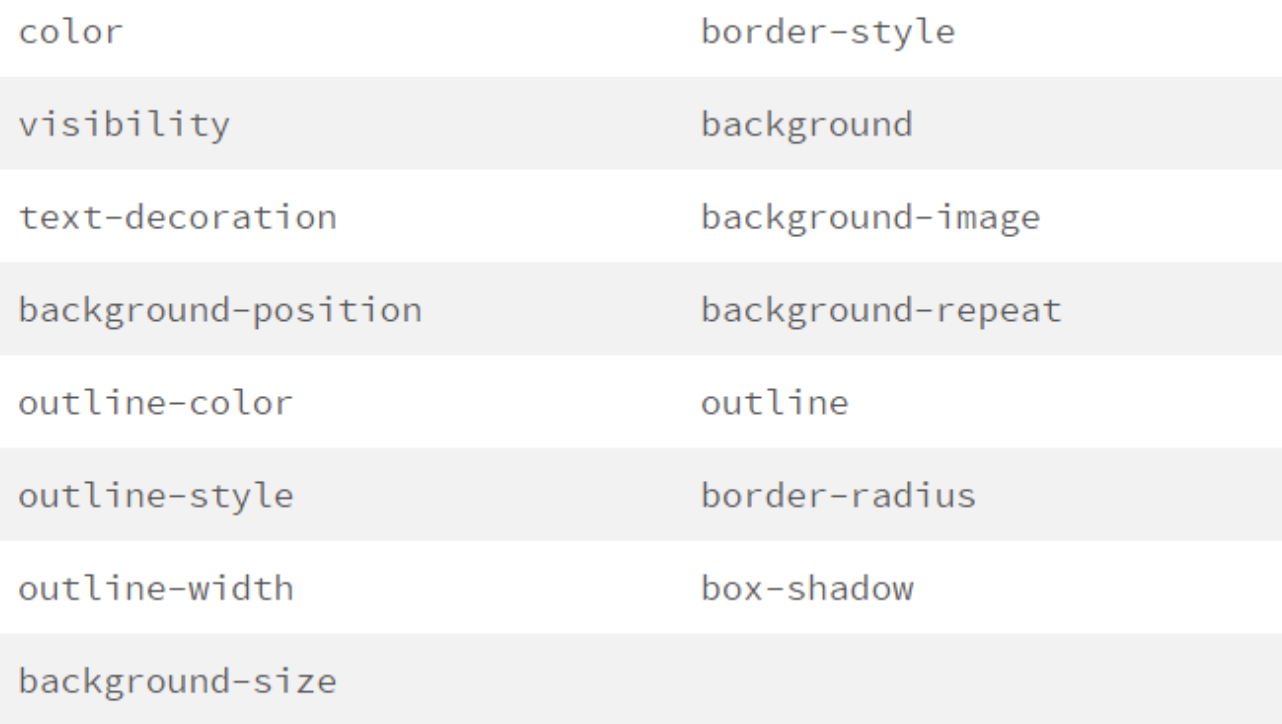 color border-style
visibility background
text-decoration background-image
background-position background-repeat
outline-color outline
outline-style border-radius
outline-width box-shadow
background-size